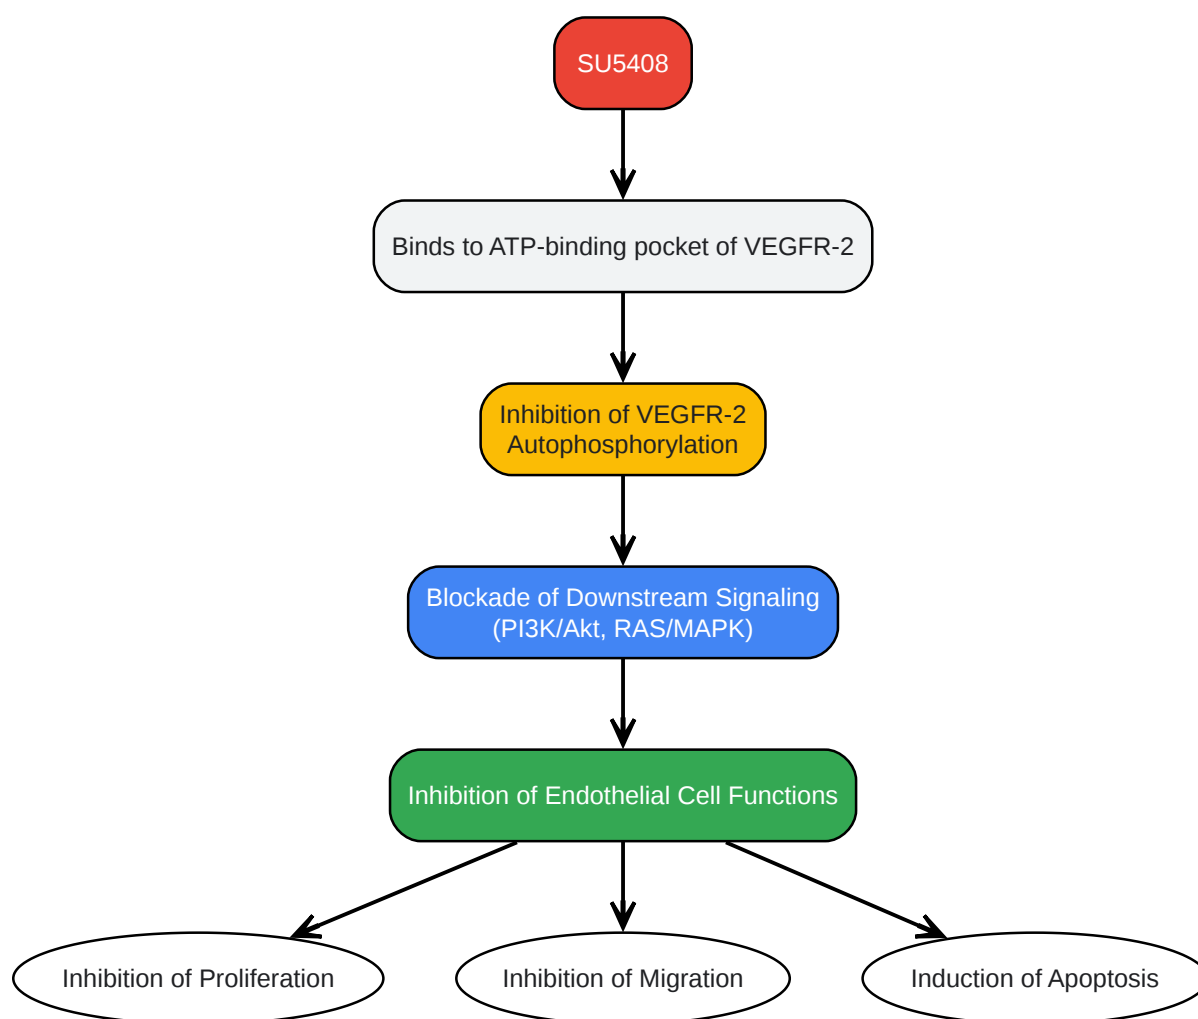 SU5408
Binds to ATP-binding pocket of VEGFR-2
Inhibition of VEGFR-2
Autophosphorylation
Blockade of Downstream Signaling
(PI3K/Akt, RAS/MAPK)
Inhibition of Endothelial Cell Functions
Inhibition of Proliferation
Inhibition of Migration
Induction of Apoptosis